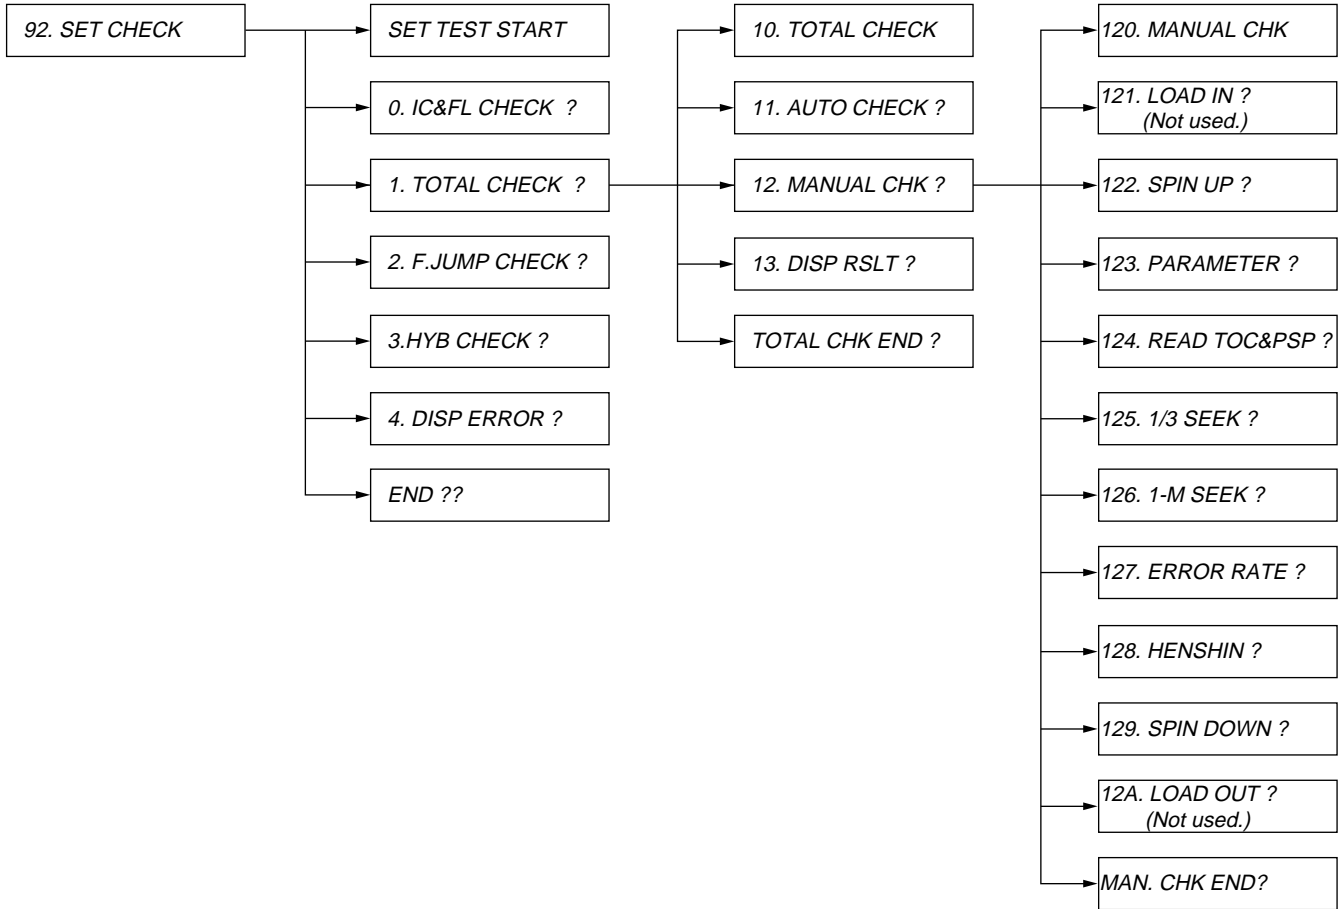 92. SET CHECK
SET TEST START
0. IC&FL CHECK ?
1. TOTAL CHECK ?
2. F.JUMP CHECK ?
3.HYB CHECK ?
4. DISP ERROR ?
END ??
10. TOTAL CHECK
11. AUTO CHECK ?
12. MANUAL CHK ?
13. DISP RSLT ?
TOTAL CHK END ?
120. MANUAL CHK
121. LOAD IN ?
(Not used.)
122. SPIN UP ?
123. PARAMETER ?
124. READ TOC&PSP ?
125. 1/3 SEEK ?
126. 1-M SEEK ?
127. ERROR RATE ?
128. HENSHIN ?
129. SPIN DOWN ?
12A. LOAD OUT ?
(Not used.)
MAN. CHK END?